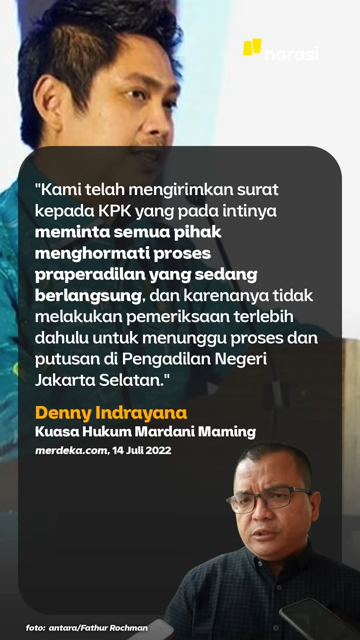 narasi
"Kami telah mengirimkan surat
kepada KPK yang pada intinya
meminta semua pihak
menghormati proses
praperadilan yang sedang
berlangsung, dan karenanya tidak
melakukan pemeriksaan terlebih
dahulu untuk menunggu proses dan
putusan di Pengadilan Negeri
Jakarta Selatan."
Denny Indrayana
Kuasa Hukum Mardani Maming
merdeka.com, 14 Juli 2022
foto: antara/Fathur Rochman